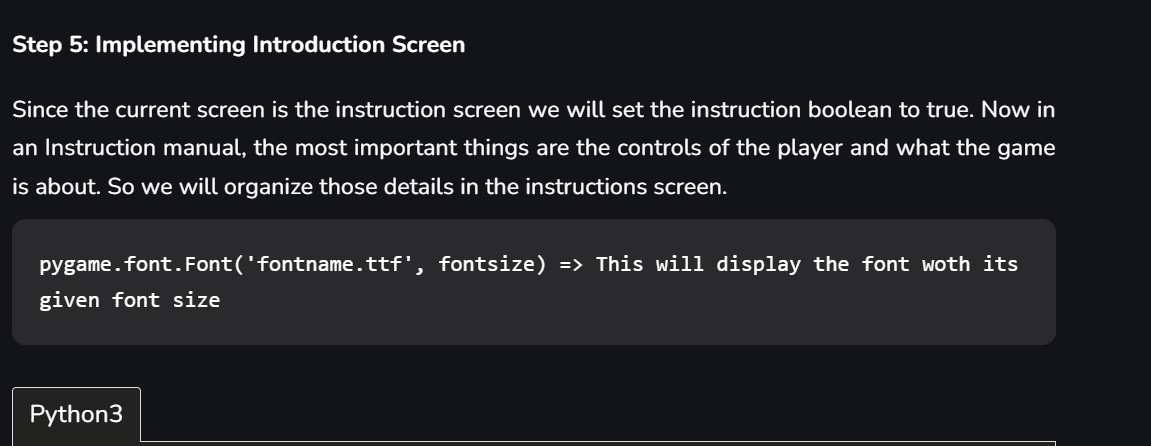 Step 5: Implementing Introduction Screen
Since the current screen is the instruction screen we will set the instruction boolean to true. Now in
an Instruction manual, the most important things are the controls of the player and what the game
is about. So we will organize those details in the instructions screen.
pygame.font.Font('fontname.ttf', fontsize) => This will display the font woth its
given font size
Python3